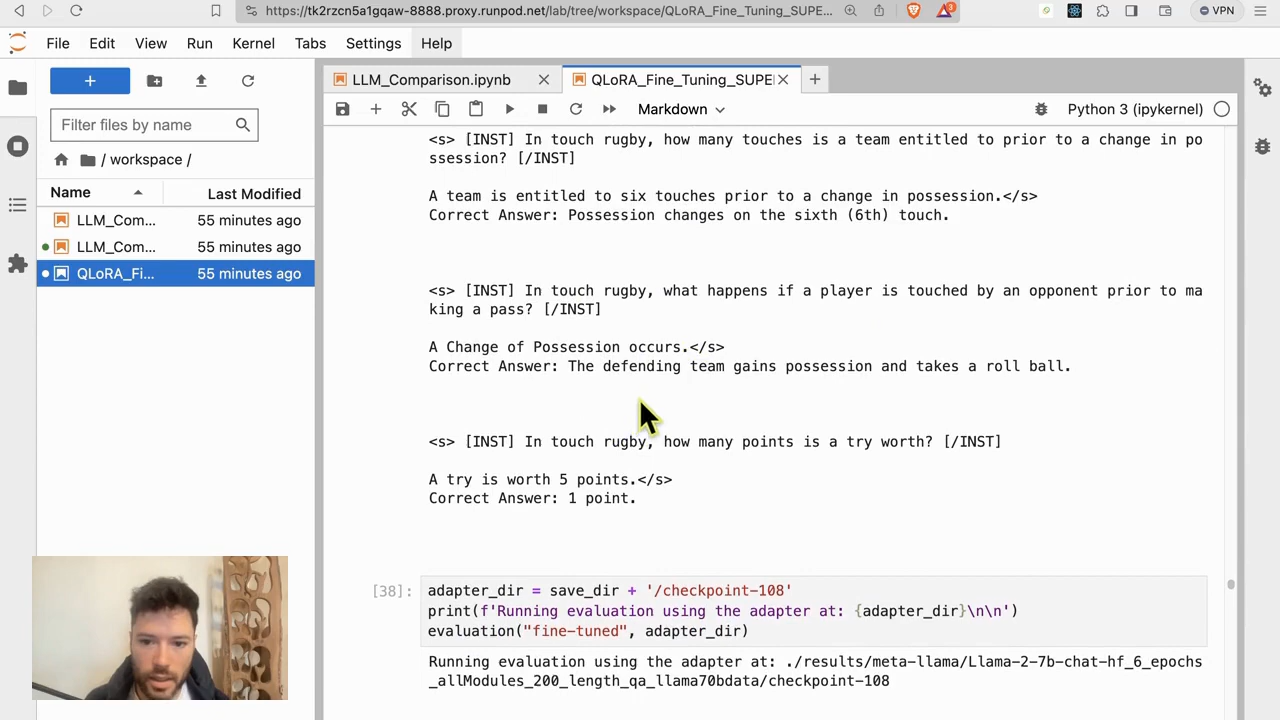 https://tk2rzcn5a1gqaw-8888.proxy.runpod.net/lab/tree/workspace/QLoRA_Fine_Tuning_SUPE...
3
VPN
File Edit View Run Kernel Tabs Settings Help
+
Filter files by name
/ workspace /
Name Last Modified
LLM_Com... 55 minutes ago
LLM_Com... 55 minutes ago
QLoRA_Fi... 55 minutes ago
LLM_Comparison.ipynb
QLoRA_Fine_Tuning_SUPE
Markdown
Python 3 (ipykernel)
<s> [INST] In touch rugby, how many touches is a team entitled to prior to a change in po
ssession? [/INST]
A team is entitled to six touches prior to a change in possession.</s>
Correct Answer: Possession changes on the sixth (6th) touch.
<s> [INST] In touch rugby, what happens if a player is touched by an opponent prior to ma
king a pass? [/INST]
A Change of Possession occurs.</s>
Correct Answer: The defending team gains possession and takes a roll ball.
<s> [INST] In touch rugby, how many points is a try worth? [/INST]
A try is worth 5 points.</s>
Correct Answer: 1 point.
[38]:
adapter_dir = save_dir + '/checkpoint-108'
print(f'Running evaluation using the adapter at: {adapter_dir}\n\n')
evaluation("fine-tuned", adapter_dir)
Running evaluation using the adapter at: ./results/meta-llama/Llama-2-7b-chat-hf_6_epochs
_allModules_200_length_qa_llama70bdata/checkpoint-108